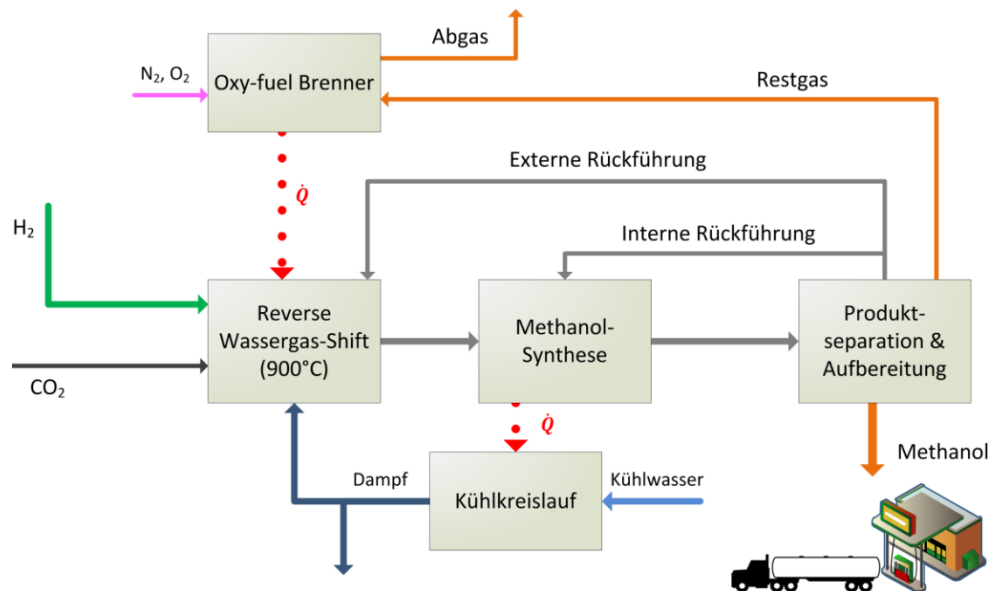 Abgas
N₂, O₂
Oxy-fuel Brenner
Restgas
Externe Rückführung
Q̇
H₂
Interne Rückführung
Reverse
Wassergas-Shift
(900°C)
Methanol-
Synthese
Produkt-
separation &
Aufbereitung
CO₂
Q̇
Methanol
Dampf
Kühlkreislauf
Kühlwasser